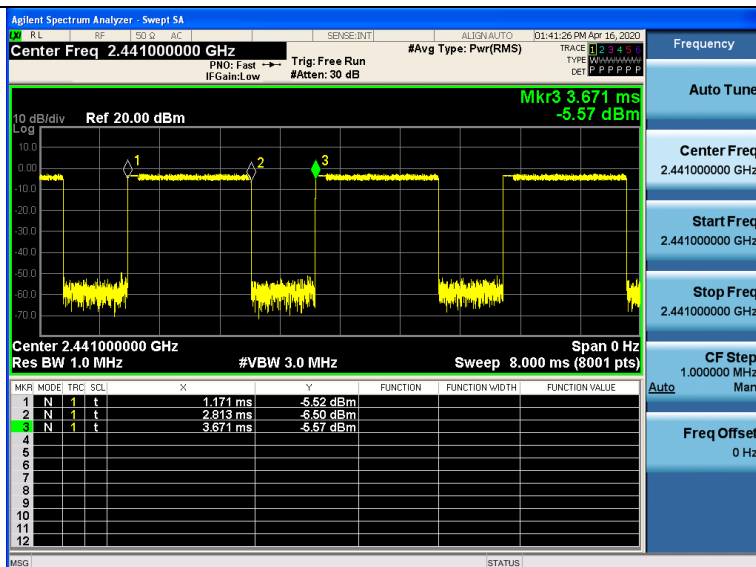 Agilent Spectrum Analyzer - Swept SA
LXI RL RF 50 Ω AC SENSE:INT ALIGN AUTO 01:41:26 PM Apr 16, 2020
Center Freq 2.441000000 GHz #Avg Type: Pwr(RMS) TRACE 1 2 3 4 5 6
PNO: Fast Trig: Free Run TYPE WWWWWW
IFGain:Low #Atten: 30 dB DET P P P P P P
Frequency
Mkr3 3.671 ms
10 dB/div Ref 20.00 dBm -5.57 dBm
Log
10.0
0.00
-10.0
-20.0
-30.0
-40.0
-50.0
-60.0
-70.0
1 2 3
Center 2.441000000 GHz Span 0 Hz
Res BW 1.0 MHz #VBW 3.0 MHz Sweep 8.000 ms (8001 pts)
MKR MODE TRC SCL X Y FUNCTION FUNCTION WIDTH FUNCTION VALUE
1 N 1 t 1.171 ms -5.52 dBm
2 N 1 t 2.813 ms -6.50 dBm
3 N 1 t 3.671 ms -5.57 dBm
4
5
6
7
8
9
10
11
12
MSG STATUS
Auto Tune
Center Freq
2.441000000 GHz
Start Freq
2.441000000 GHz
Stop Freq
2.441000000 GHz
CF Step
1.000000 MHz
Auto Man
Freq Offset
0 Hz